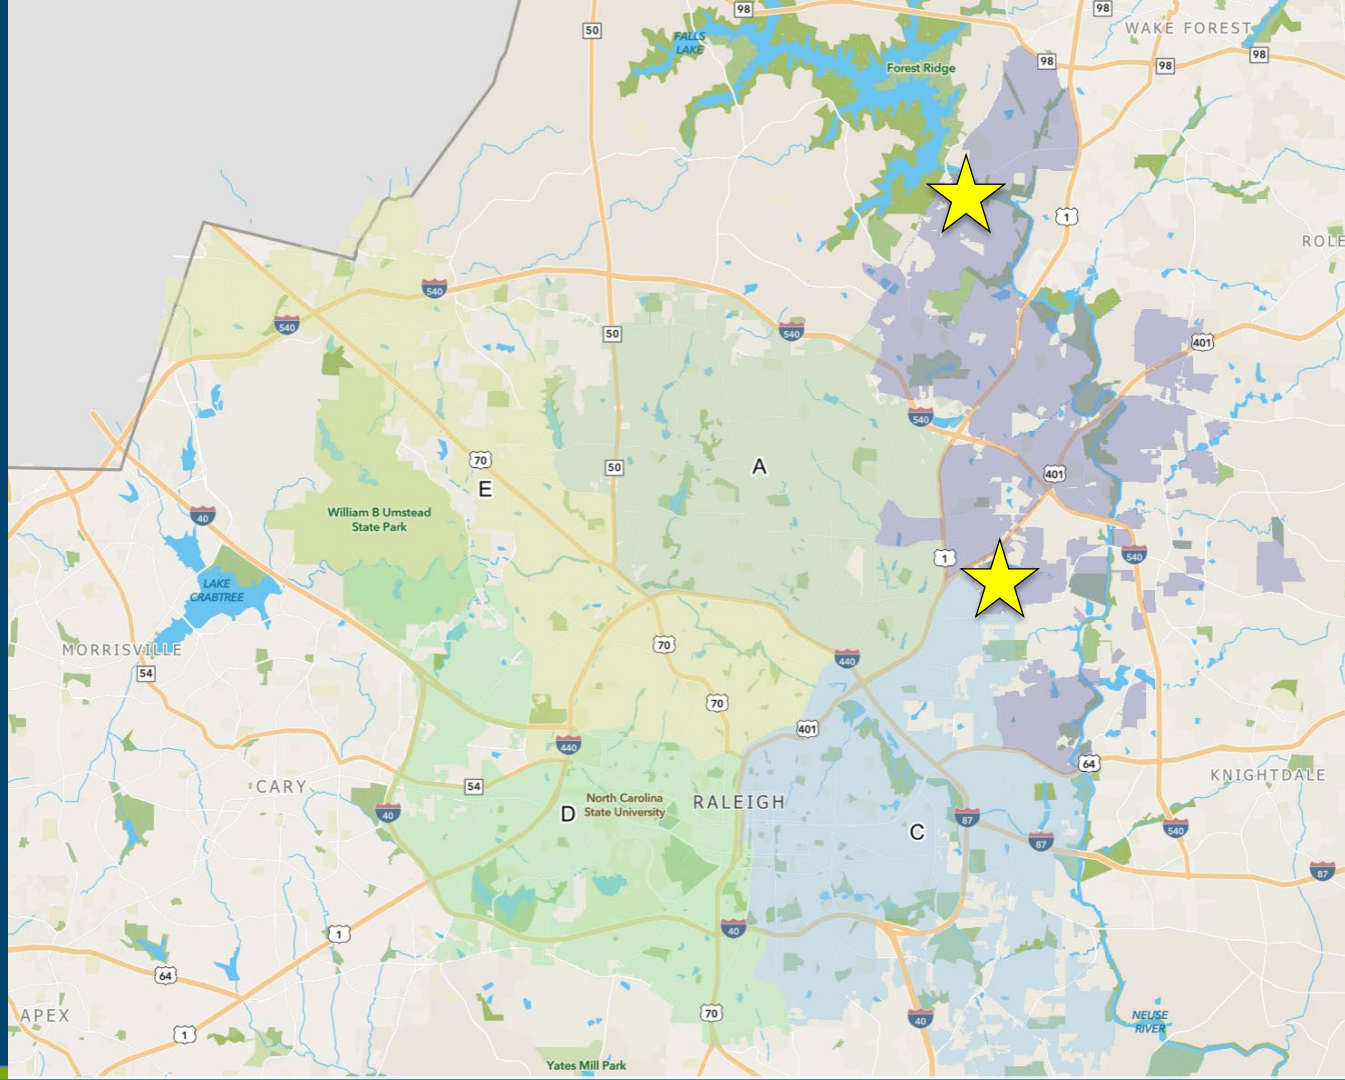 98
98
50
FALLS
LAKE
WAKE FOREST
98
98
98
Forest Ridge
1
ROLE
540
540
50
540
401
540
50
70
A
E
401
40
William B Umstead
State Park
1
540
LAKE
CRABTREE
MORRISVILLE
54
70
440
70
401
440
64
KNIGHTDALE
CARY
54
North Carolina
State University
RALEIGH
D
40
87
C
540
87
87
40
1
64
APEX
1
70
40
NEUSE
RIVER
Yates Mill Park